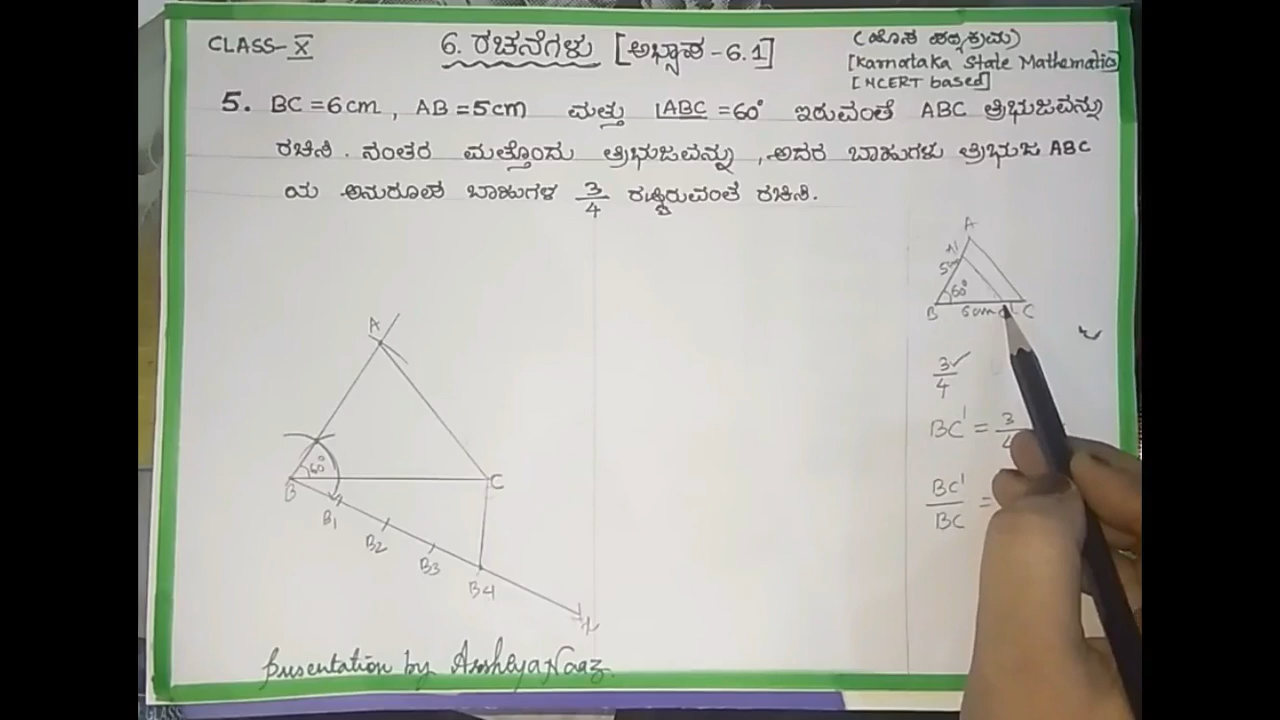 CLASS-X
6. ರಚನೆಗಳು [ಅಭ್ಯಾಸ-6.1]
(ಹೊಸ ಪಠ್ಯಕ್ರಮ)
[Karnataka State Mathematics]
[NCERT based]
5. BC=6cm, AB=5cm ಮತ್ತು ∠ABC=60° ಇರುವಂತೆ ABC ತ್ರಿಭುಜವನ್ನು
ರಚಿಸಿ. ನಂತರ ಮತ್ತೊಂದು ತ್ರಿಭುಜವನ್ನು, ಅದರ ಬಾಹುಗಳು ತ್ರಿಭುಜ ABC
ಯ ಅನುರೂಪ ಬಾಹುಗಳ 3/4 ರಷ್ಟಿರುವಂತೆ ರಚಿಸಿ.
A
A'
5cm
60°
B 6cm C
A
60°
B
C
B1
B2
B3
B4
3/4
BC' = 3/4
BC'/BC =
Presentation by Arshiya Naaz.